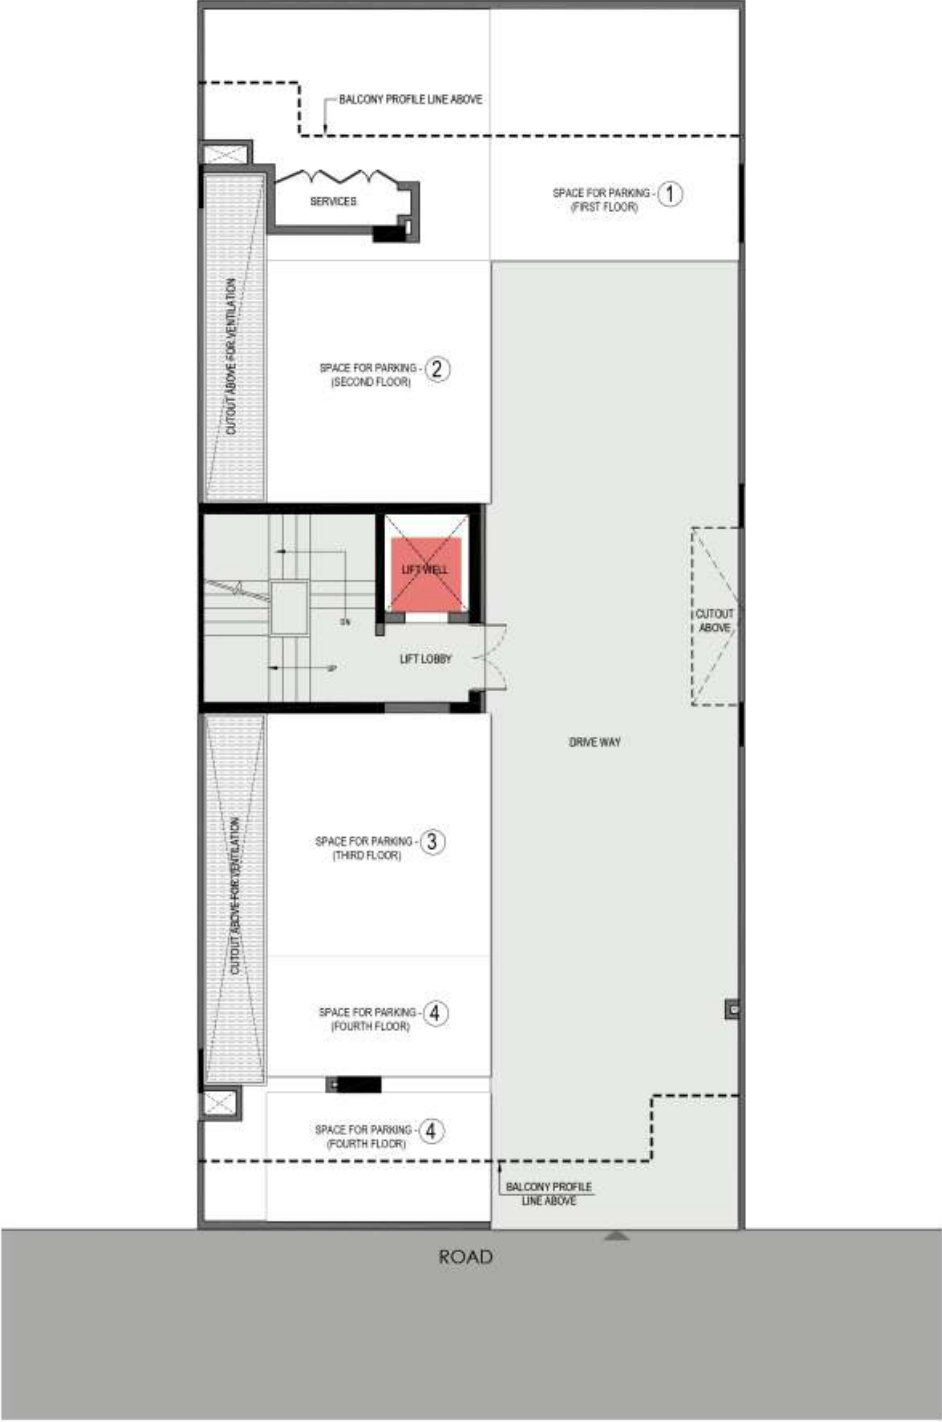 BALCONY PROFILE LINE ABOVE
SPACE FOR PARKING - 1
(FIRST FLOOR)
SERVICES
CUTOUT ABOVE FOR VENTILATION
SPACE FOR PARKING - 2
(SECOND FLOOR)
LIFT WELL
DN
CUTOUT
ABOVE
LIFT LOBBY
UP
DRIVE WAY
CUTOUT ABOVE FOR VENTILATION
SPACE FOR PARKING - 3
(THIRD FLOOR)
SPACE FOR PARKING - 4
(FOURTH FLOOR)
SPACE FOR PARKING - 4
(FOURTH FLOOR)
BALCONY PROFILE
LINE ABOVE
ROAD